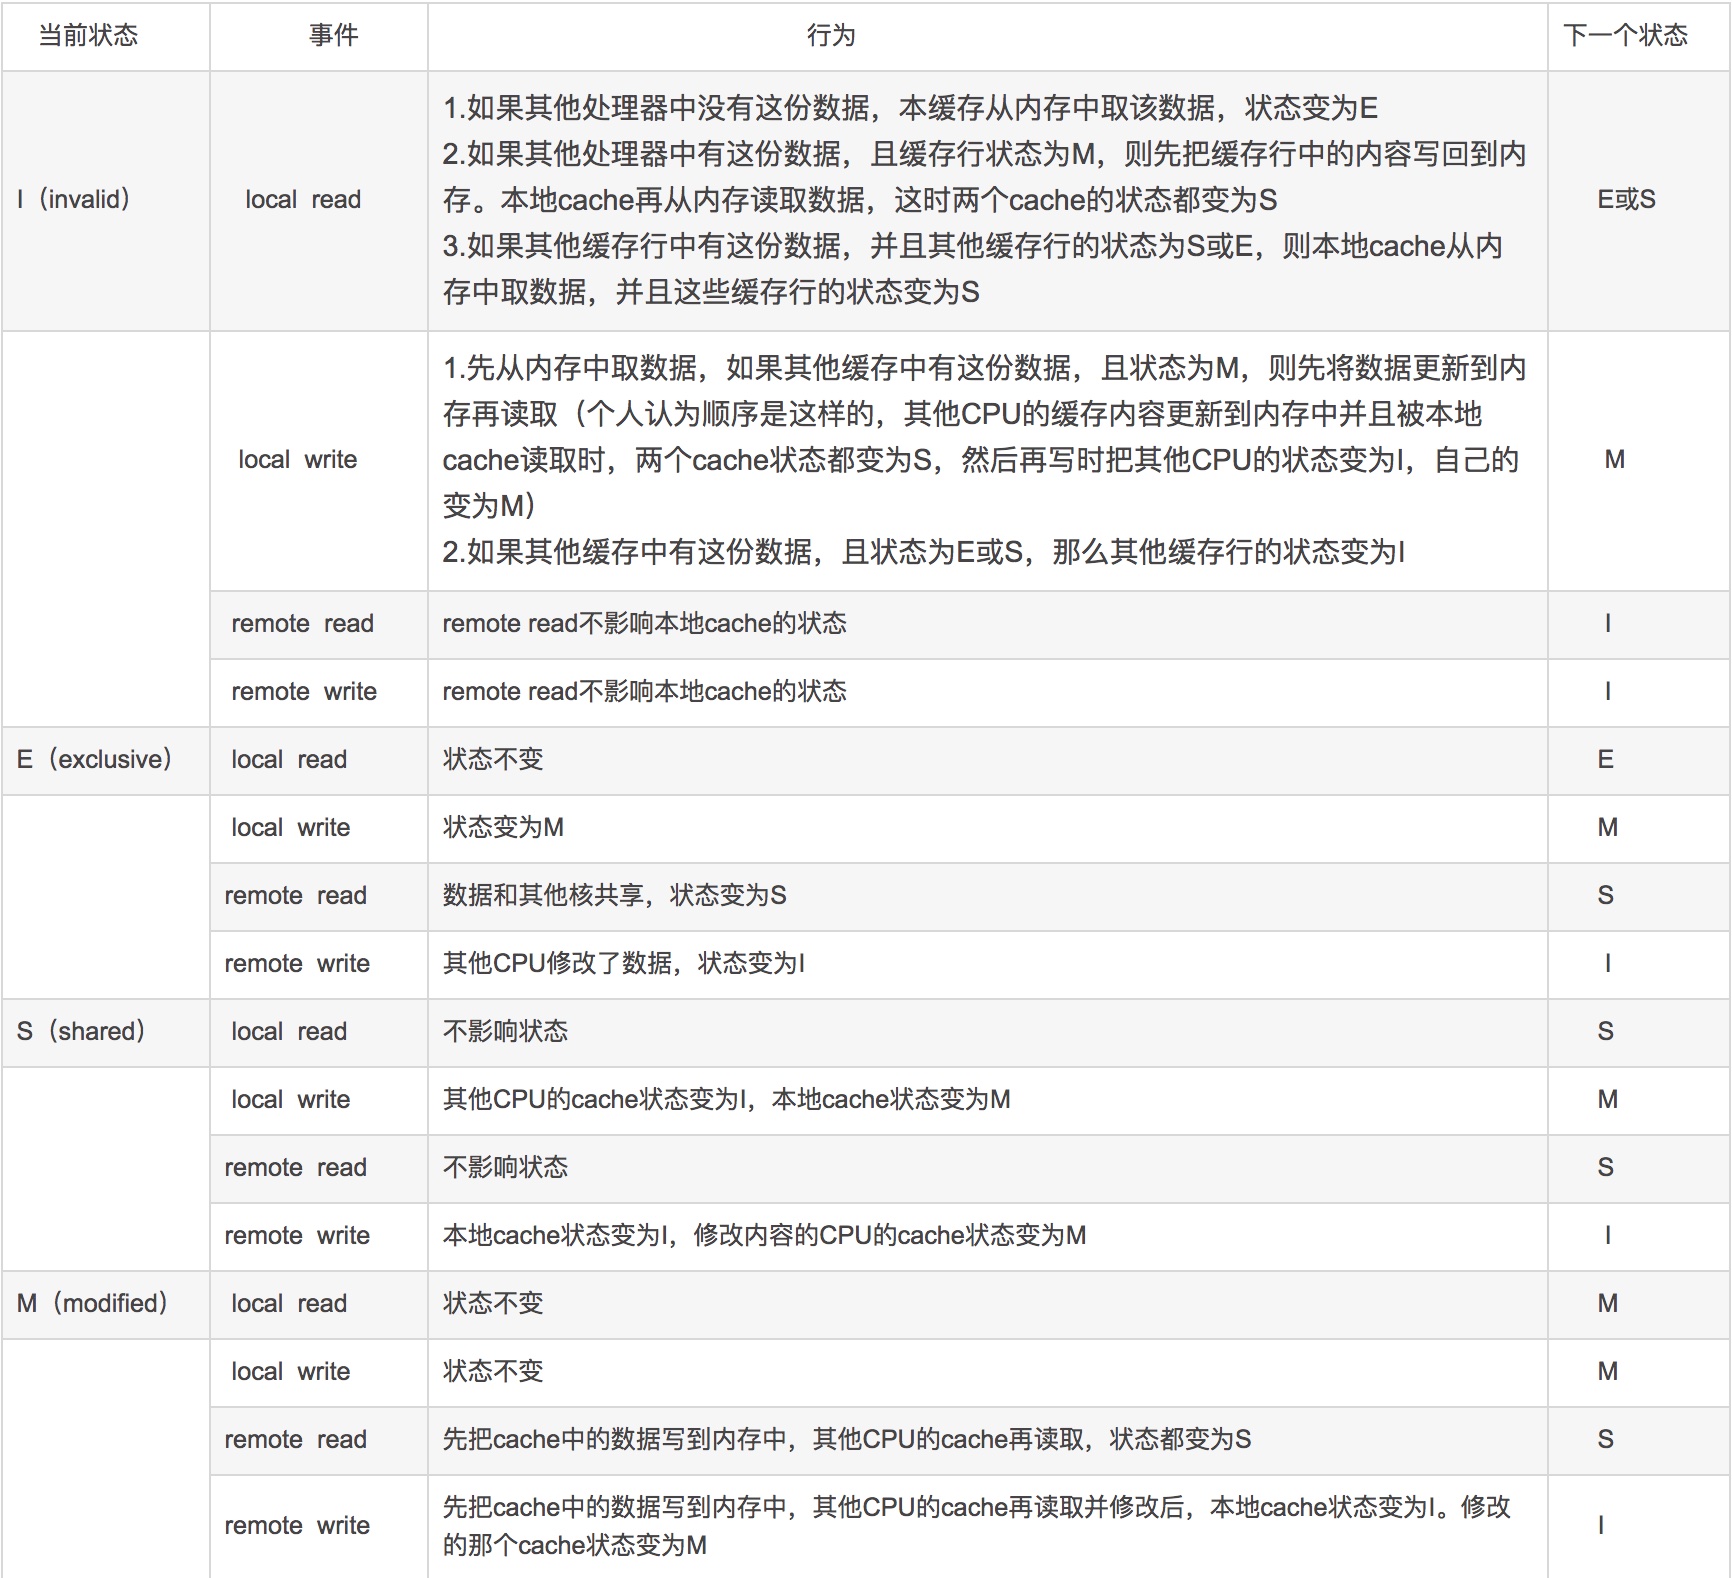 当前状态 事件 行为 下一个状态
1.如果其他处理器中没有这份数据，本缓存从内存中取该数据，状态变为E
2.如果其他处理器中有这份数据，且缓存行状态为M，则先把缓存行中的内容写回到内
I（invalid） local read 存。本地cache再从内存读取数据，这时两个cache的状态都变为S E或S
3.如果其他缓存行中有这份数据，并且其他缓存行的状态为S或E，则本地cache从内
存中取数据，并且这些缓存行的状态变为S
1.先从内存中取数据，如果其他缓存中有这份数据，且状态为M，则先将数据更新到内
存再读取（个人认为顺序是这样的，其他CPU的缓存内容更新到内存中并且被本地
local write cache读取时，两个cache状态都变为S，然后再写时把其他CPU的状态变为I，自己的 M
变为M）
2.如果其他缓存中有这份数据，且状态为E或S，那么其他缓存行的状态变为I
remote read remote read不影响本地cache的状态 I
remote write remote read不影响本地cache的状态 I
E（exclusive） local read 状态不变 E
local write 状态变为M M
remote read 数据和其他核共享，状态变为S S
remote write 其他CPU修改了数据，状态变为I I
S（shared） local read 不影响状态 S
local write 其他CPU的cache状态变为I，本地cache状态变为M M
remote read 不影响状态 S
remote write 本地cache状态变为I，修改内容的CPU的cache状态变为M I
M（modified） local read 状态不变 M
local write 状态不变 M
remote read 先把cache中的数据写到内存中，其他CPU的cache再读取，状态都变为S S
remote write 先把cache中的数据写到内存中，其他CPU的cache再读取并修改后，本地cache状态变为I。修改 I
的那个cache状态变为M